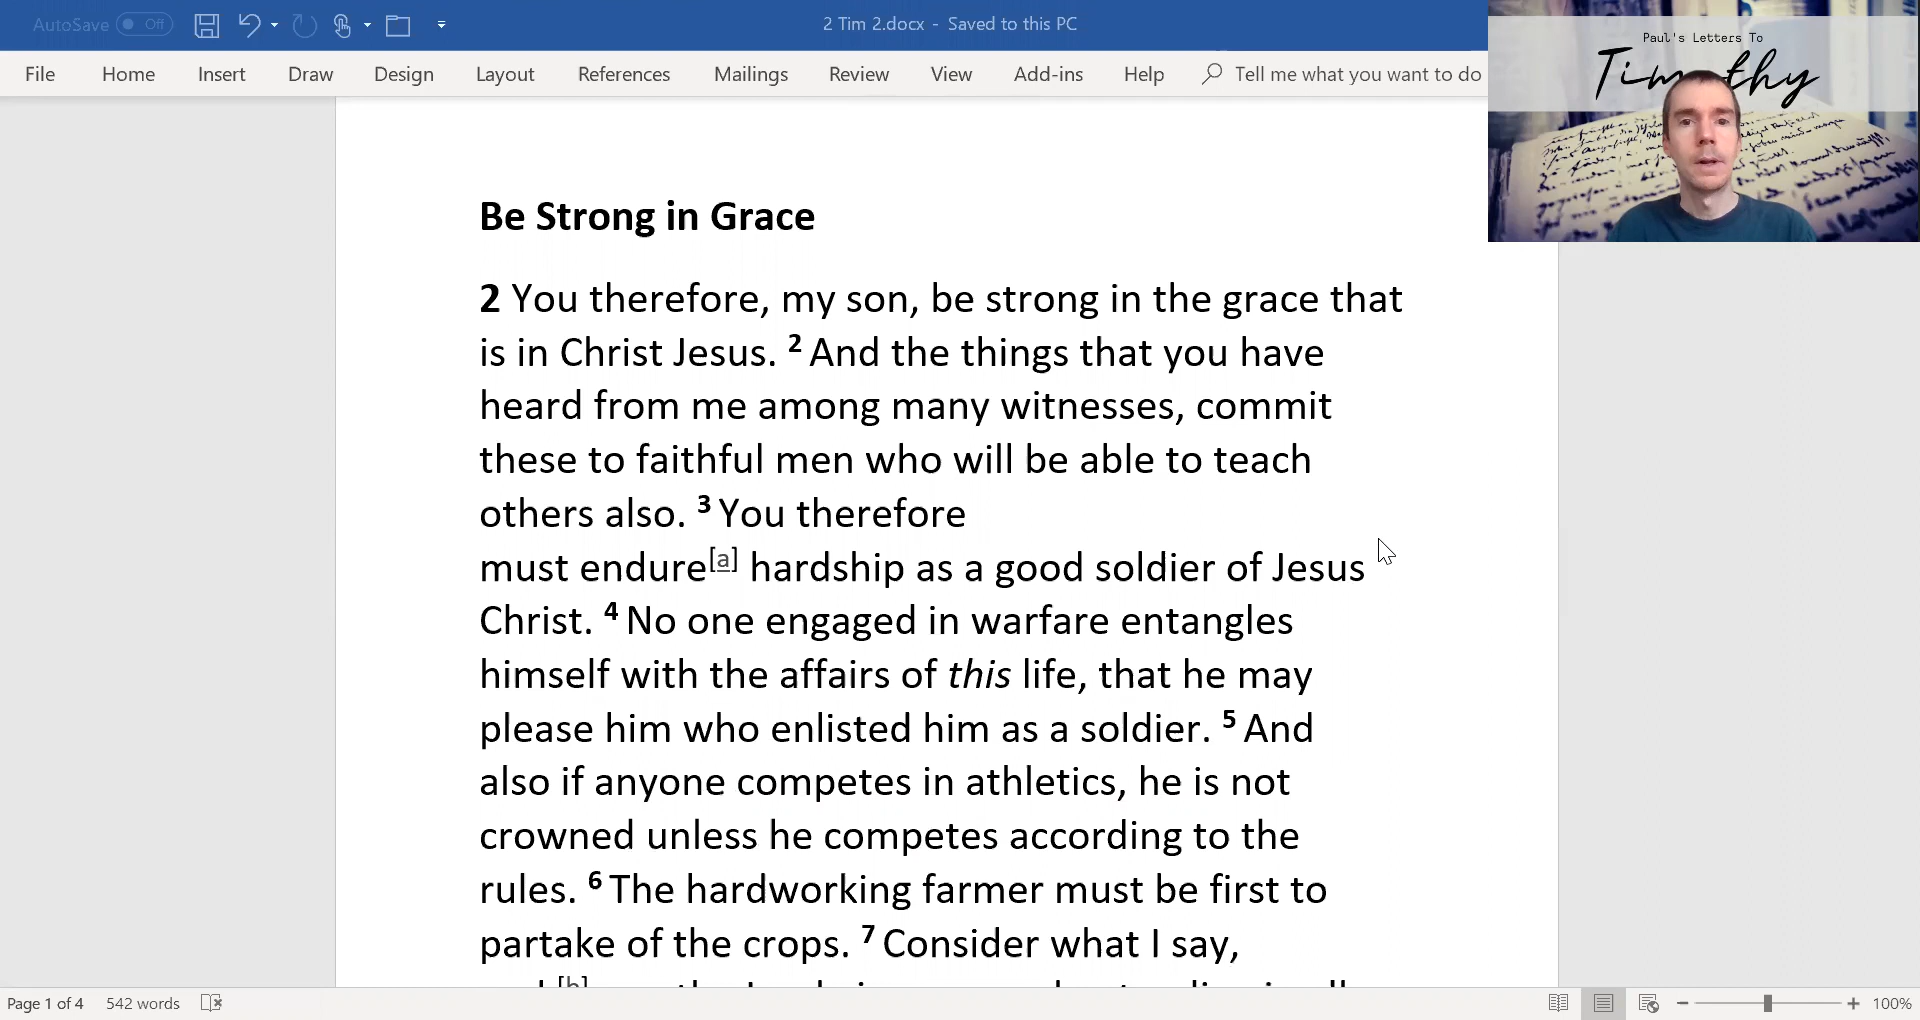 AutoSave Off
2 Tim 2.docx - Saved to this PC
File Home Insert Draw Design Layout References Mailings Review View Add-ins Help Tell me what you want to do
Paul's Letters To
Timothy
Be Strong in Grace
2 You therefore, my son, be strong in the grace that
is in Christ Jesus. 2 And the things that you have
heard from me among many witnesses, commit
these to faithful men who will be able to teach
others also. 3 You therefore
must endure[a] hardship as a good soldier of Jesus
Christ. 4 No one engaged in warfare entangles
himself with the affairs of this life, that he may
please him who enlisted him as a soldier. 5 And
also if anyone competes in athletics, he is not
crowned unless he competes according to the
rules. 6 The hardworking farmer must be first to
partake of the crops. 7 Consider what I say,
Page 1 of 4 542 words 100%